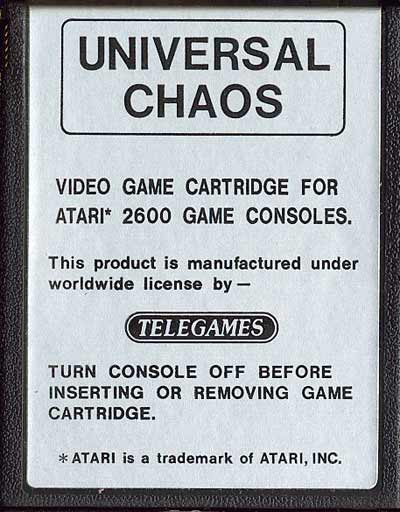 UNIVERSAL
CHAOS
VIDEO GAME CARTRIDGE FOR
ATARI* 2600 GAME CONSOLES.
This product is manufactured under
worldwide license by —
TELEGAMES
TURN CONSOLE OFF BEFORE
INSERTING OR REMOVING GAME
CARTRIDGE.
* ATARI is a trademark of ATARI, INC.